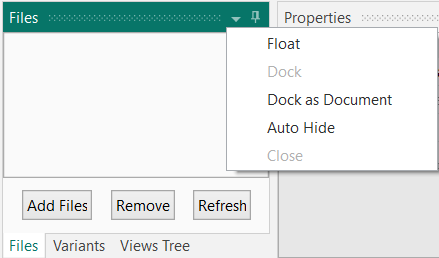 Files
Properties
Float
Dock
Dock as Document
Auto Hide
Close
Add Files Remove Refresh
Files Variants Views Tree